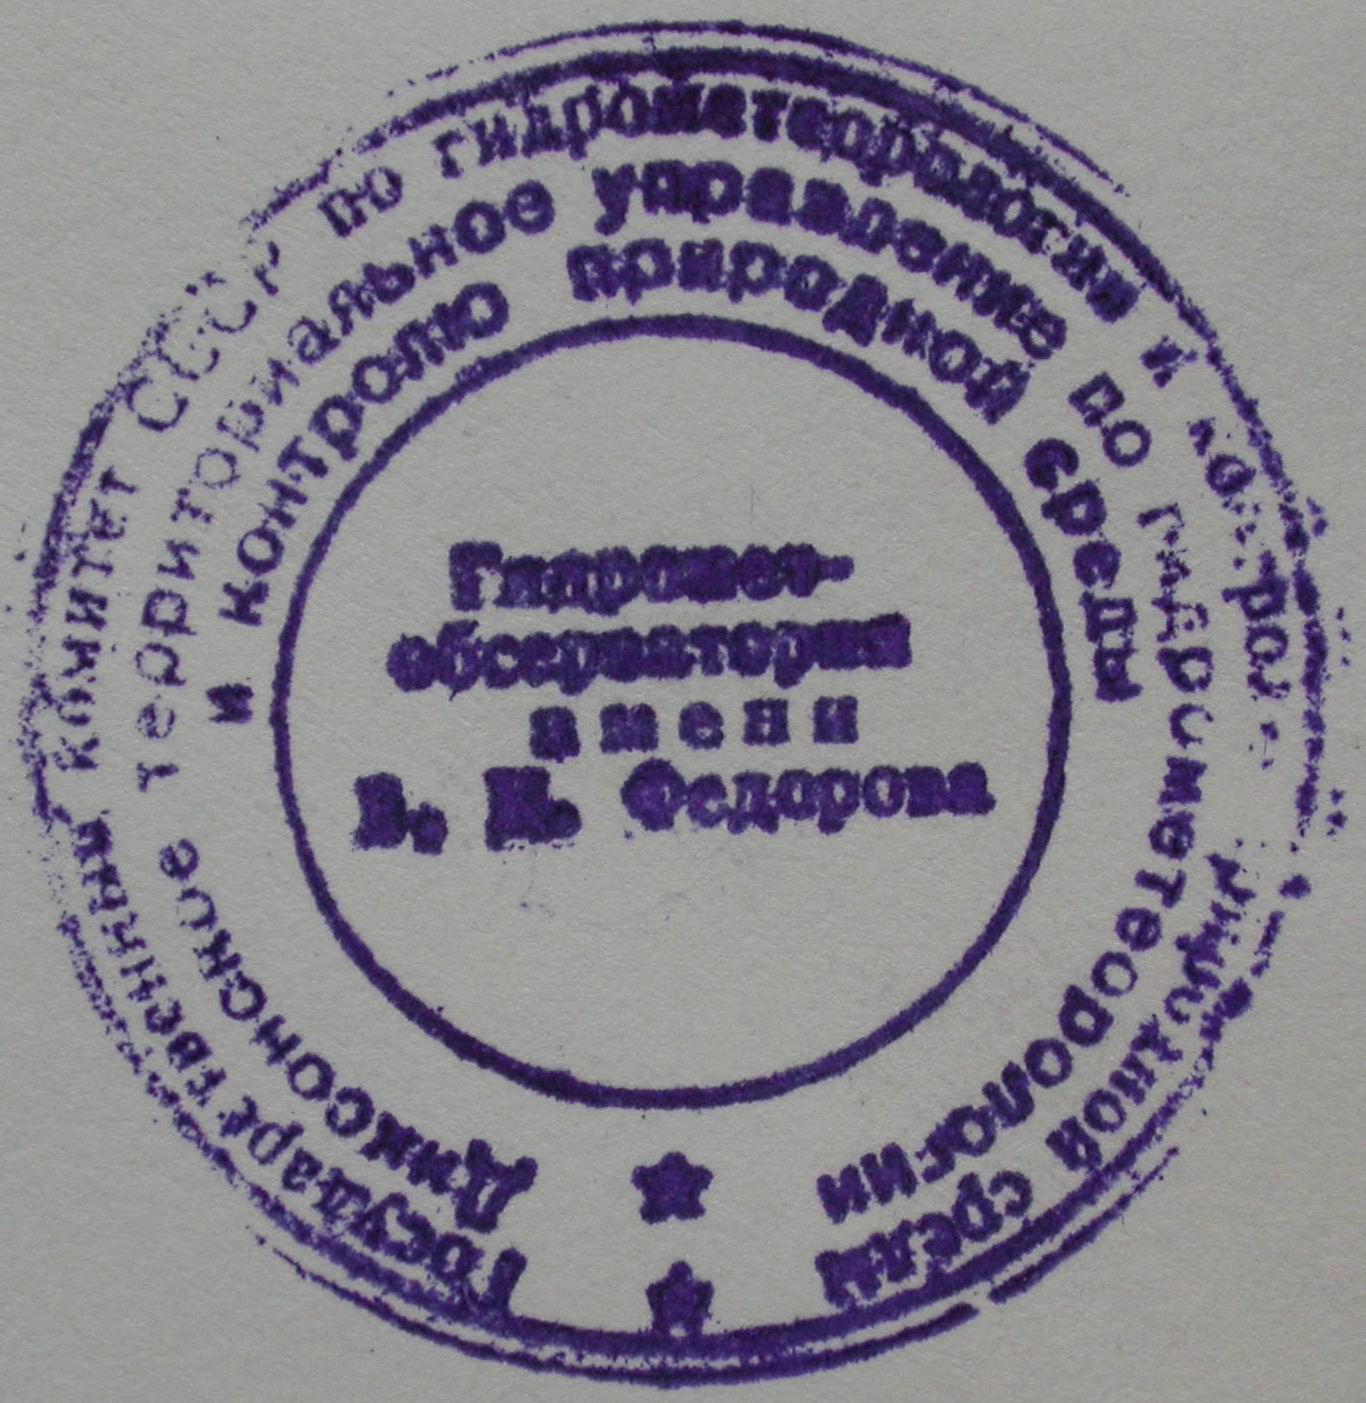 Государственный комитет СССР по гидрометеорологии и контролю природной среды
Диксонское территориальное управление по гидрометеорологии
и контролю природной среды
Гидромет-
обсерватория
имени
Е. К. Федорова